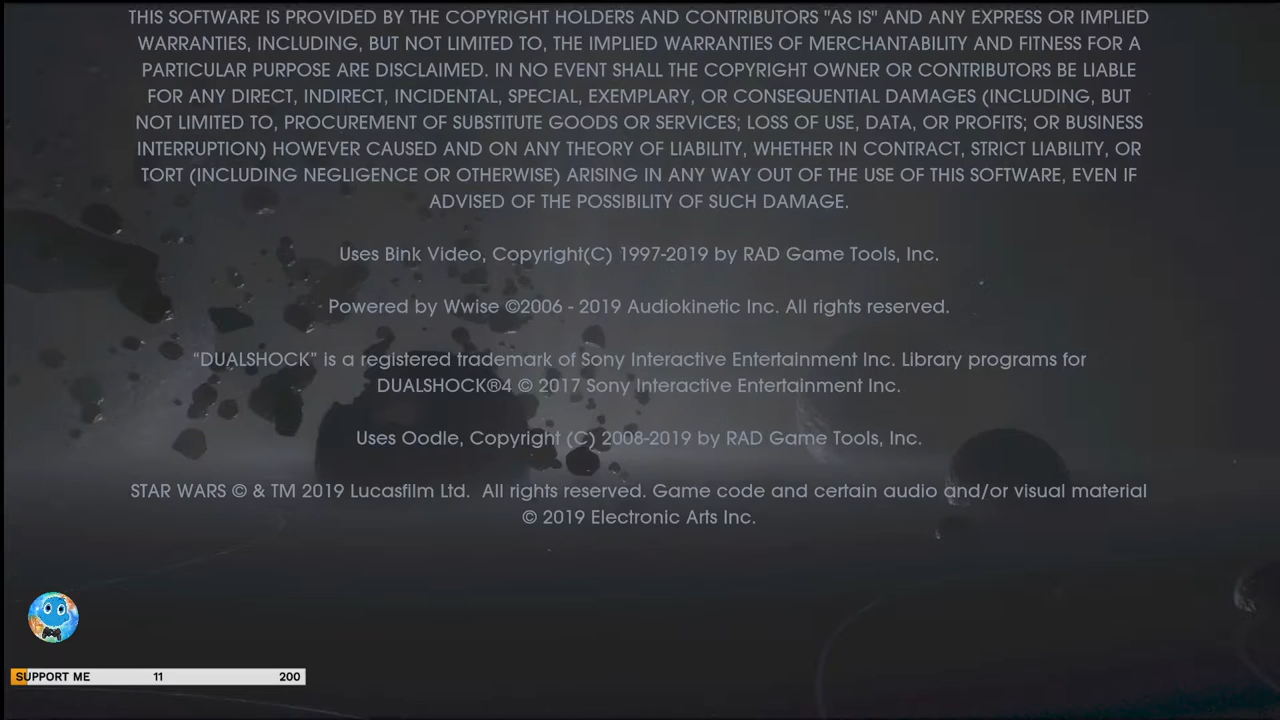 THIS SOFTWARE IS PROVIDED BY THE COPYRIGHT HOLDERS AND CONTRIBUTORS "AS IS" AND ANY EXPRESS OR IMPLIED
WARRANTIES, INCLUDING, BUT NOT LIMITED TO, THE IMPLIED WARRANTIES OF MERCHANTABILITY AND FITNESS FOR A
PARTICULAR PURPOSE ARE DISCLAIMED. IN NO EVENT SHALL THE COPYRIGHT OWNER OR CONTRIBUTORS BE LIABLE
FOR ANY DIRECT, INDIRECT, INCIDENTAL, SPECIAL, EXEMPLARY, OR CONSEQUENTIAL DAMAGES (INCLUDING, BUT
NOT LIMITED TO, PROCUREMENT OF SUBSTITUTE GOODS OR SERVICES; LOSS OF USE, DATA, OR PROFITS; OR BUSINESS
INTERRUPTION) HOWEVER CAUSED AND ON ANY THEORY OF LIABILITY, WHETHER IN CONTRACT, STRICT LIABILITY, OR
TORT (INCLUDING NEGLIGENCE OR OTHERWISE) ARISING IN ANY WAY OUT OF THE USE OF THIS SOFTWARE, EVEN IF
ADVISED OF THE POSSIBILITY OF SUCH DAMAGE.
Uses Bink Video, Copyright(C) 1997-2019 by RAD Game Tools, Inc.
Powered by Wwise ©2006 - 2019 Audiokinetic Inc. All rights reserved.
“DUALSHOCK” is a registered trademark of Sony Interactive Entertainment Inc. Library programs for
DUALSHOCK®4 © 2017 Sony Interactive Entertainment Inc.
Uses Oodle, Copyright (C) 2008-2019 by RAD Game Tools, Inc.
STAR WARS © & TM 2019 Lucasfilm Ltd.  All rights reserved. Game code and certain audio and/or visual material
© 2019 Electronic Arts Inc.
SUPPORT ME 11 200